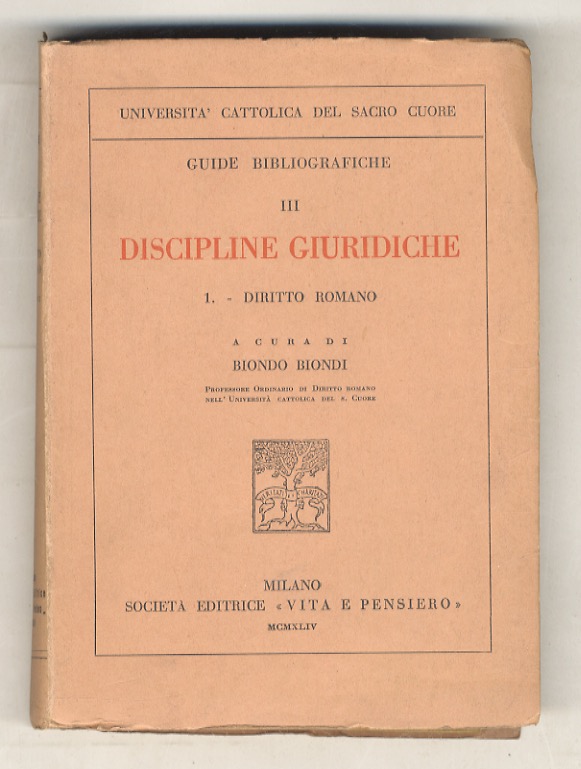 UNIVERSITA' CATTOLICA DEL SACRO CUORE
GUIDE BIBLIOGRAFICHE
III
DISCIPLINE GIURIDICHE
1. - DIRITTO ROMANO
A CURA DI
BIONDO BIONDI
PROFESSORE ORDINARIO DI DIRITTO ROMANO
NELL'UNIVERSITÀ CATTOLICA DEL S. CUORE
MILANO
SOCIETÀ EDITRICE «VITA E PENSIERO»
MCMXLIV